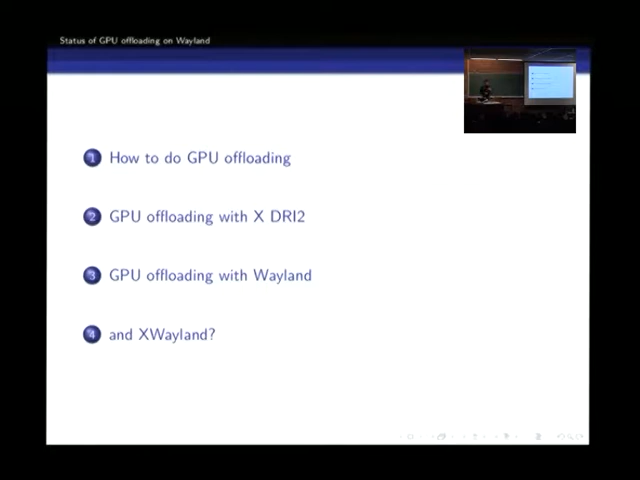 Status of GPU offloading on Wayland
1 How to do GPU offloading
2 GPU offloading with X DRI2
3 GPU offloading with Wayland
4 and XWayland?